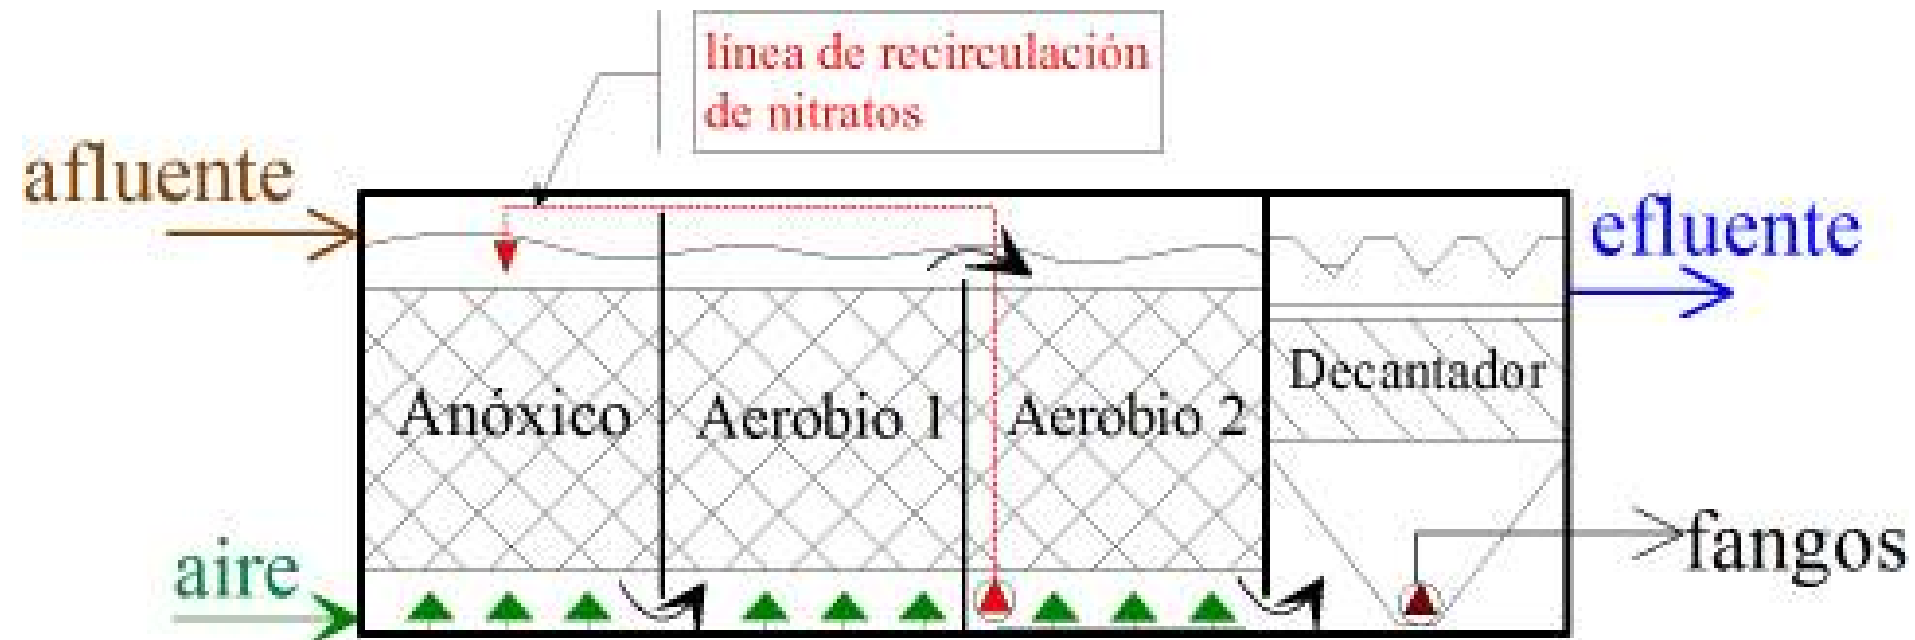 línea de recirculación
de nitratos
afluente
efluente
Anóxico
Aerobio 1
Aerobio 2
Decantador
aire
fangos